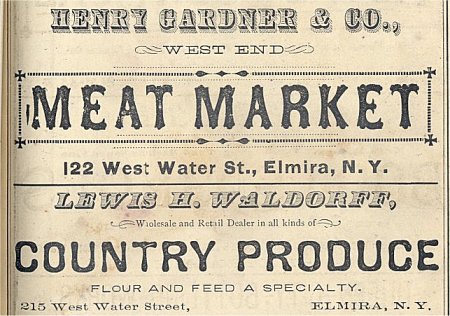 HENRY GARDNER & CO.,
WEST END
MEAT MARKET
122 West Water St., Elmira, N. Y.
LEWIS H. WALDORFF,
Wholesale and Retail Dealer in all kinds of
COUNTRY PRODUCE
FLOUR AND FEED A SPECIALTY.
215 West Water Street, ELMIRA, N. Y.